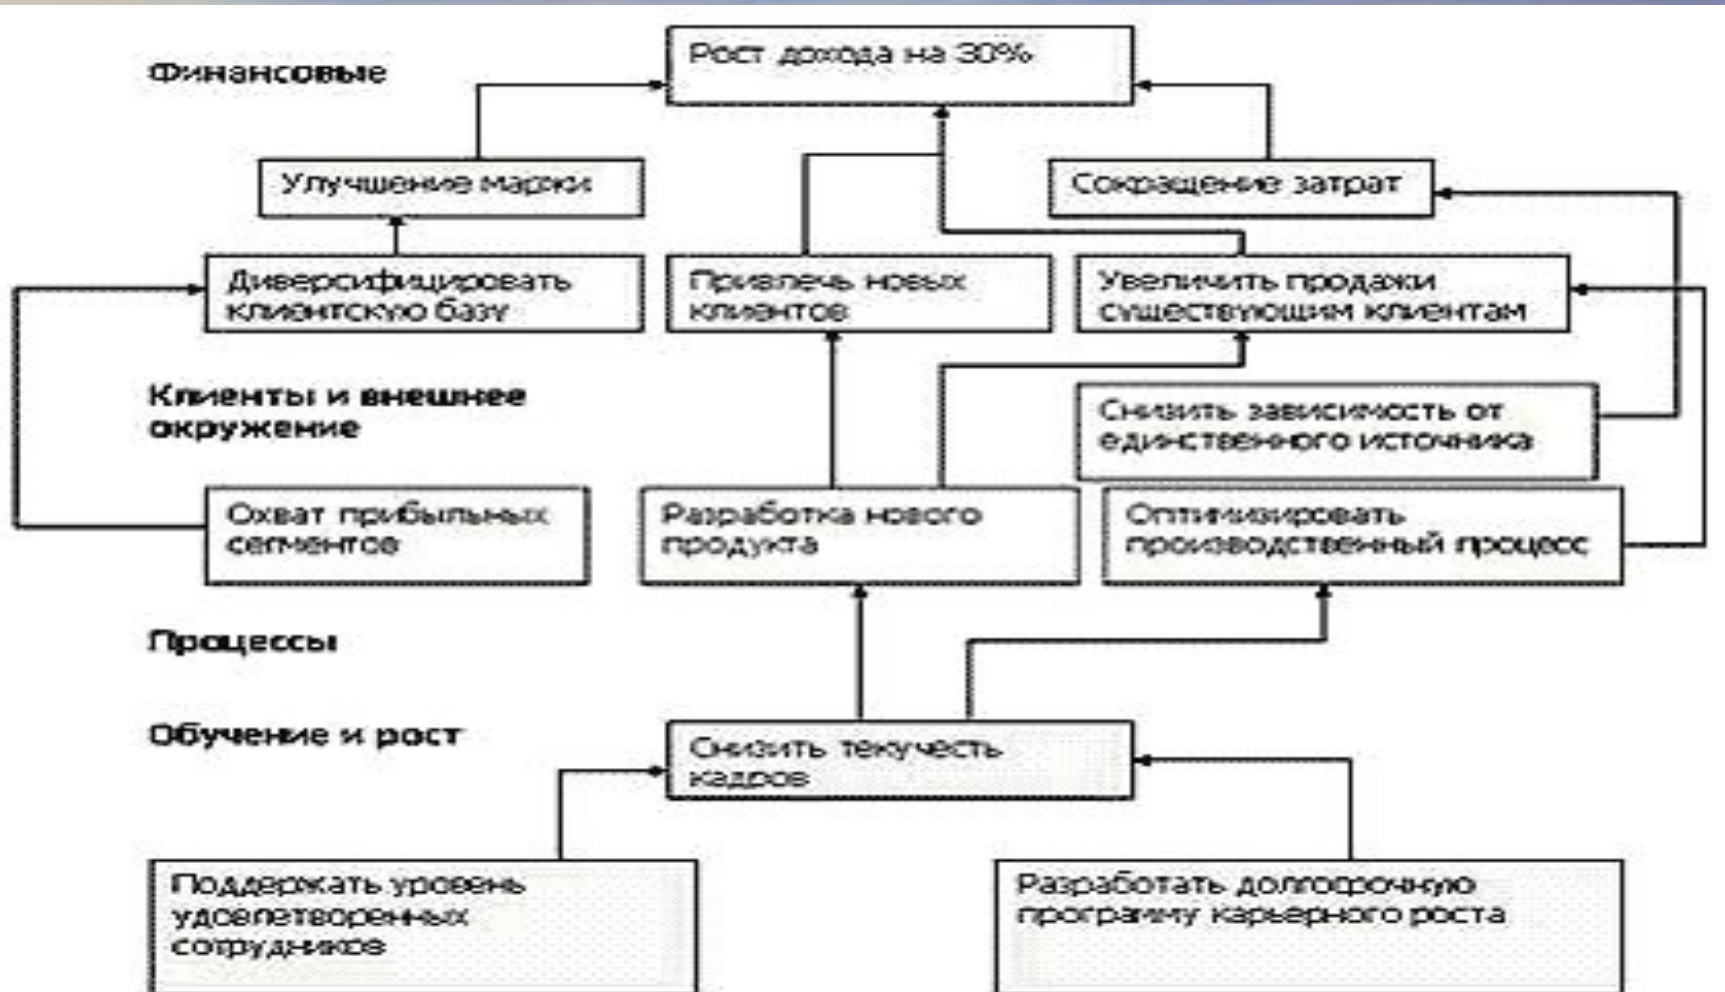 Рост дохода на 30%
Финансовые
Улучшение маржи
Сокращение затрат
Диверсифицировать
клиентскую базу
Привлечь новых
клиентов
Увеличить продажи
существующим клиентам
Клиенты и внешнее
окружение
Снизить зависимость от
единственного источника
Охват прибыльных
сегментов
Разработка нового
продукта
Оптимизировать
производственный процесс
Процессы
Обучение и рост
Снизить текучесть
кадров
Поддержать уровень
удовлетворенных
сотрудников
Разработать долгосрочную
программу карьерного роста